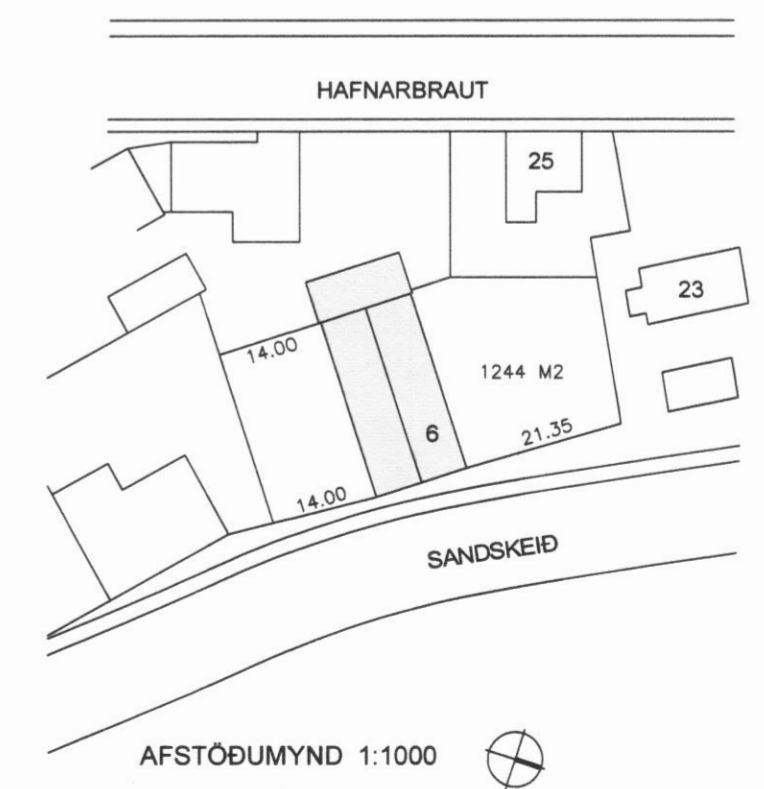 HAFNARBRAUT
25
23
14.00
1244 M2
6
21.35
14.00
SANDSKEIÐ
AFSTÖÐUMYND 1:1000